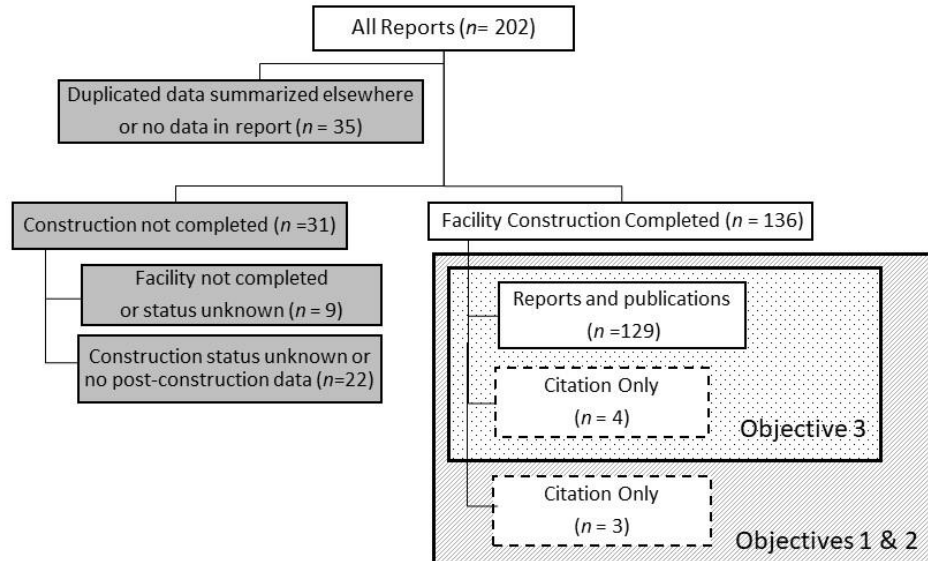 All Reports (n= 202)
Duplicated data summarized elsewhere
or no data in report (n = 35)
Construction not completed (n =31)
Facility not completed
or status unknown (n = 9)
Construction status unknown or
no post-construction data (n=22)
Facility Construction Completed (n = 136)
Reports and publications
(n =129)
Citation Only
(n = 4)
Objective 3
Citation Only
(n = 3)
Objectives 1 & 2